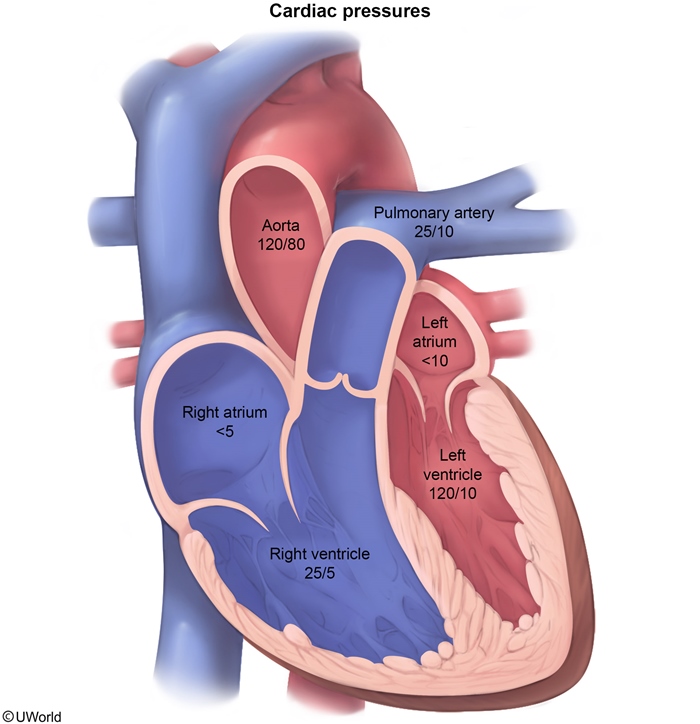 Cardiac pressures
Aorta
120/80
Pulmonary artery
25/10
Left
atrium
<10
Right atrium
<5
Left
ventricle
120/10
Right ventricle
25/5
©UWorld